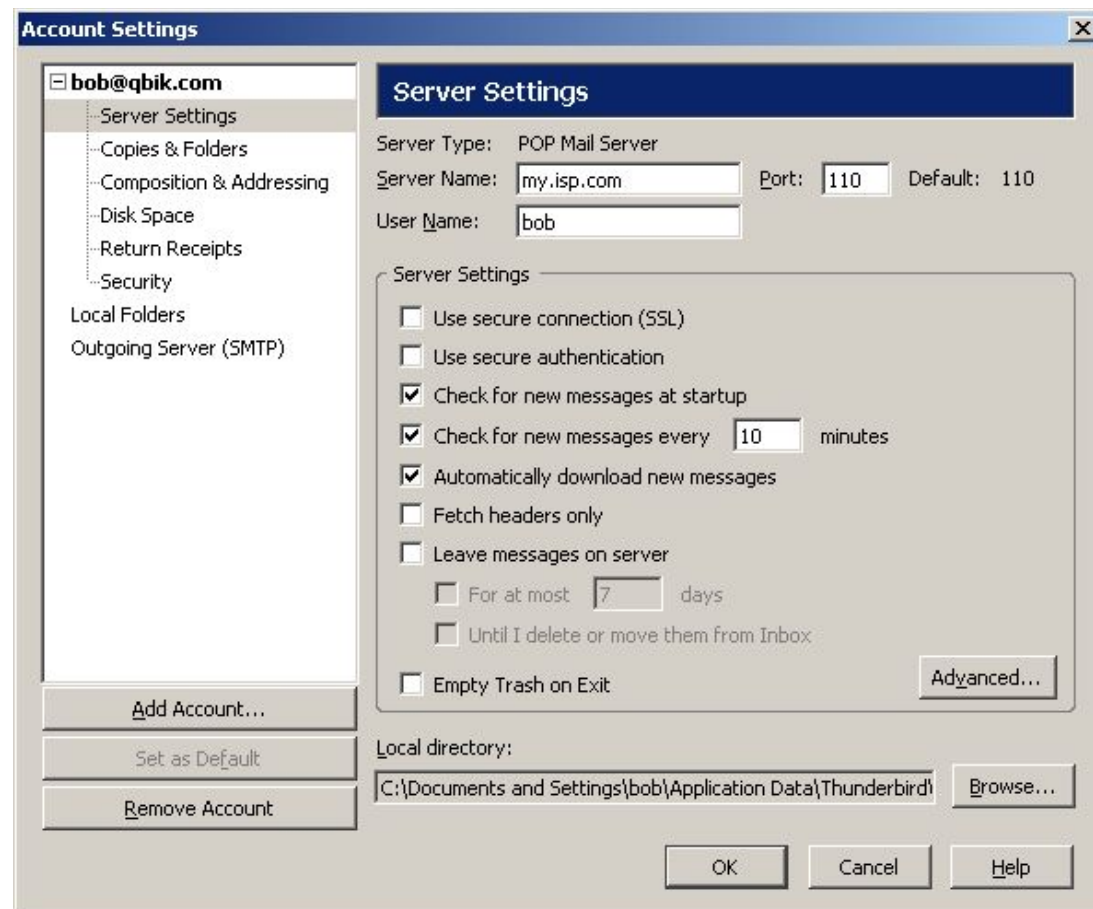 Account Settings
bob@qbik.com
Server Settings
Copies & Folders
Composition & Addressing
Disk Space
Return Receipts
Security
Local Folders
Outgoing Server (SMTP)
Add Account...
Set as Default
Remove Account
Server Settings
Server Type: POP Mail Server
Server Name: my.isp.com Port: 110 Default: 110
User Name: bob
Server Settings
Use secure connection (SSL)
Use secure authentication
Check for new messages at startup
Check for new messages every 10 minutes
Automatically download new messages
Fetch headers only
Leave messages on server
For at most 7 days
Until I delete or move them from Inbox
Empty Trash on Exit
Advanced...
Local directory:
C:\Documents and Settings\bob\Application Data\Thunderbird\ Browse...
OK Cancel Help